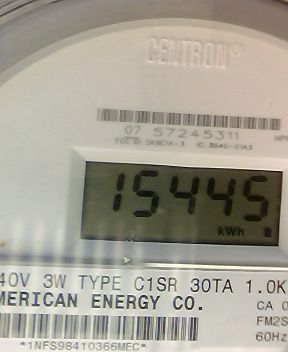 CENTRON®
07 57245311
15445
kWh
40V 3W TYPE C1SR 30TA 1.0K
MERICAN ENERGY CO.
CA 0
FM2S
60Hz
*1NFS98410366MEC*